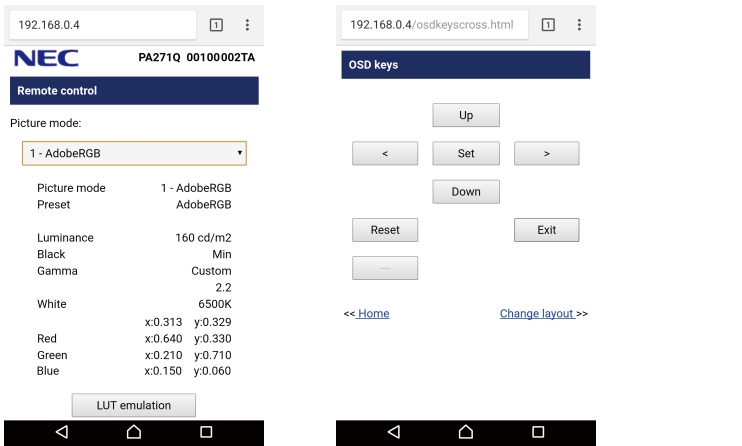 192.168.0.4 1
NEC PA271Q 00100002TA
Remote control
Picture mode:
1 - AdobeRGB
Picture mode 1 - AdobeRGB
Preset AdobeRGB
Luminance 160 cd/m2
Black Min
Gamma Custom
2.2
White 6500K
x:0.313 y:0.329
Red x:0.640 y:0.330
Green x:0.210 y:0.710
Blue x:0.150 y:0.060
LUT emulation
192.168.0.4/osdkeyscross.html 1
OSD keys
Up
< Set >
Down
Reset Exit
---
<< Home Change layout >>